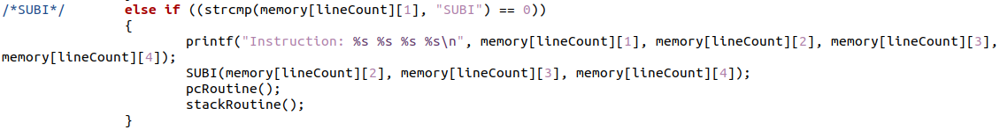 /*SUBI*/ else if ((strcmp(memory[lineCount][1], "SUBI") == 0))
{
printf("Instruction: %s %s %s %s\n", memory[lineCount][1], memory[lineCount][2], memory[lineCount][3],
memory[lineCount][4]);
SUBI(memory[lineCount][2], memory[lineCount][3], memory[lineCount][4]);
pcRoutine();
stackRoutine();
}